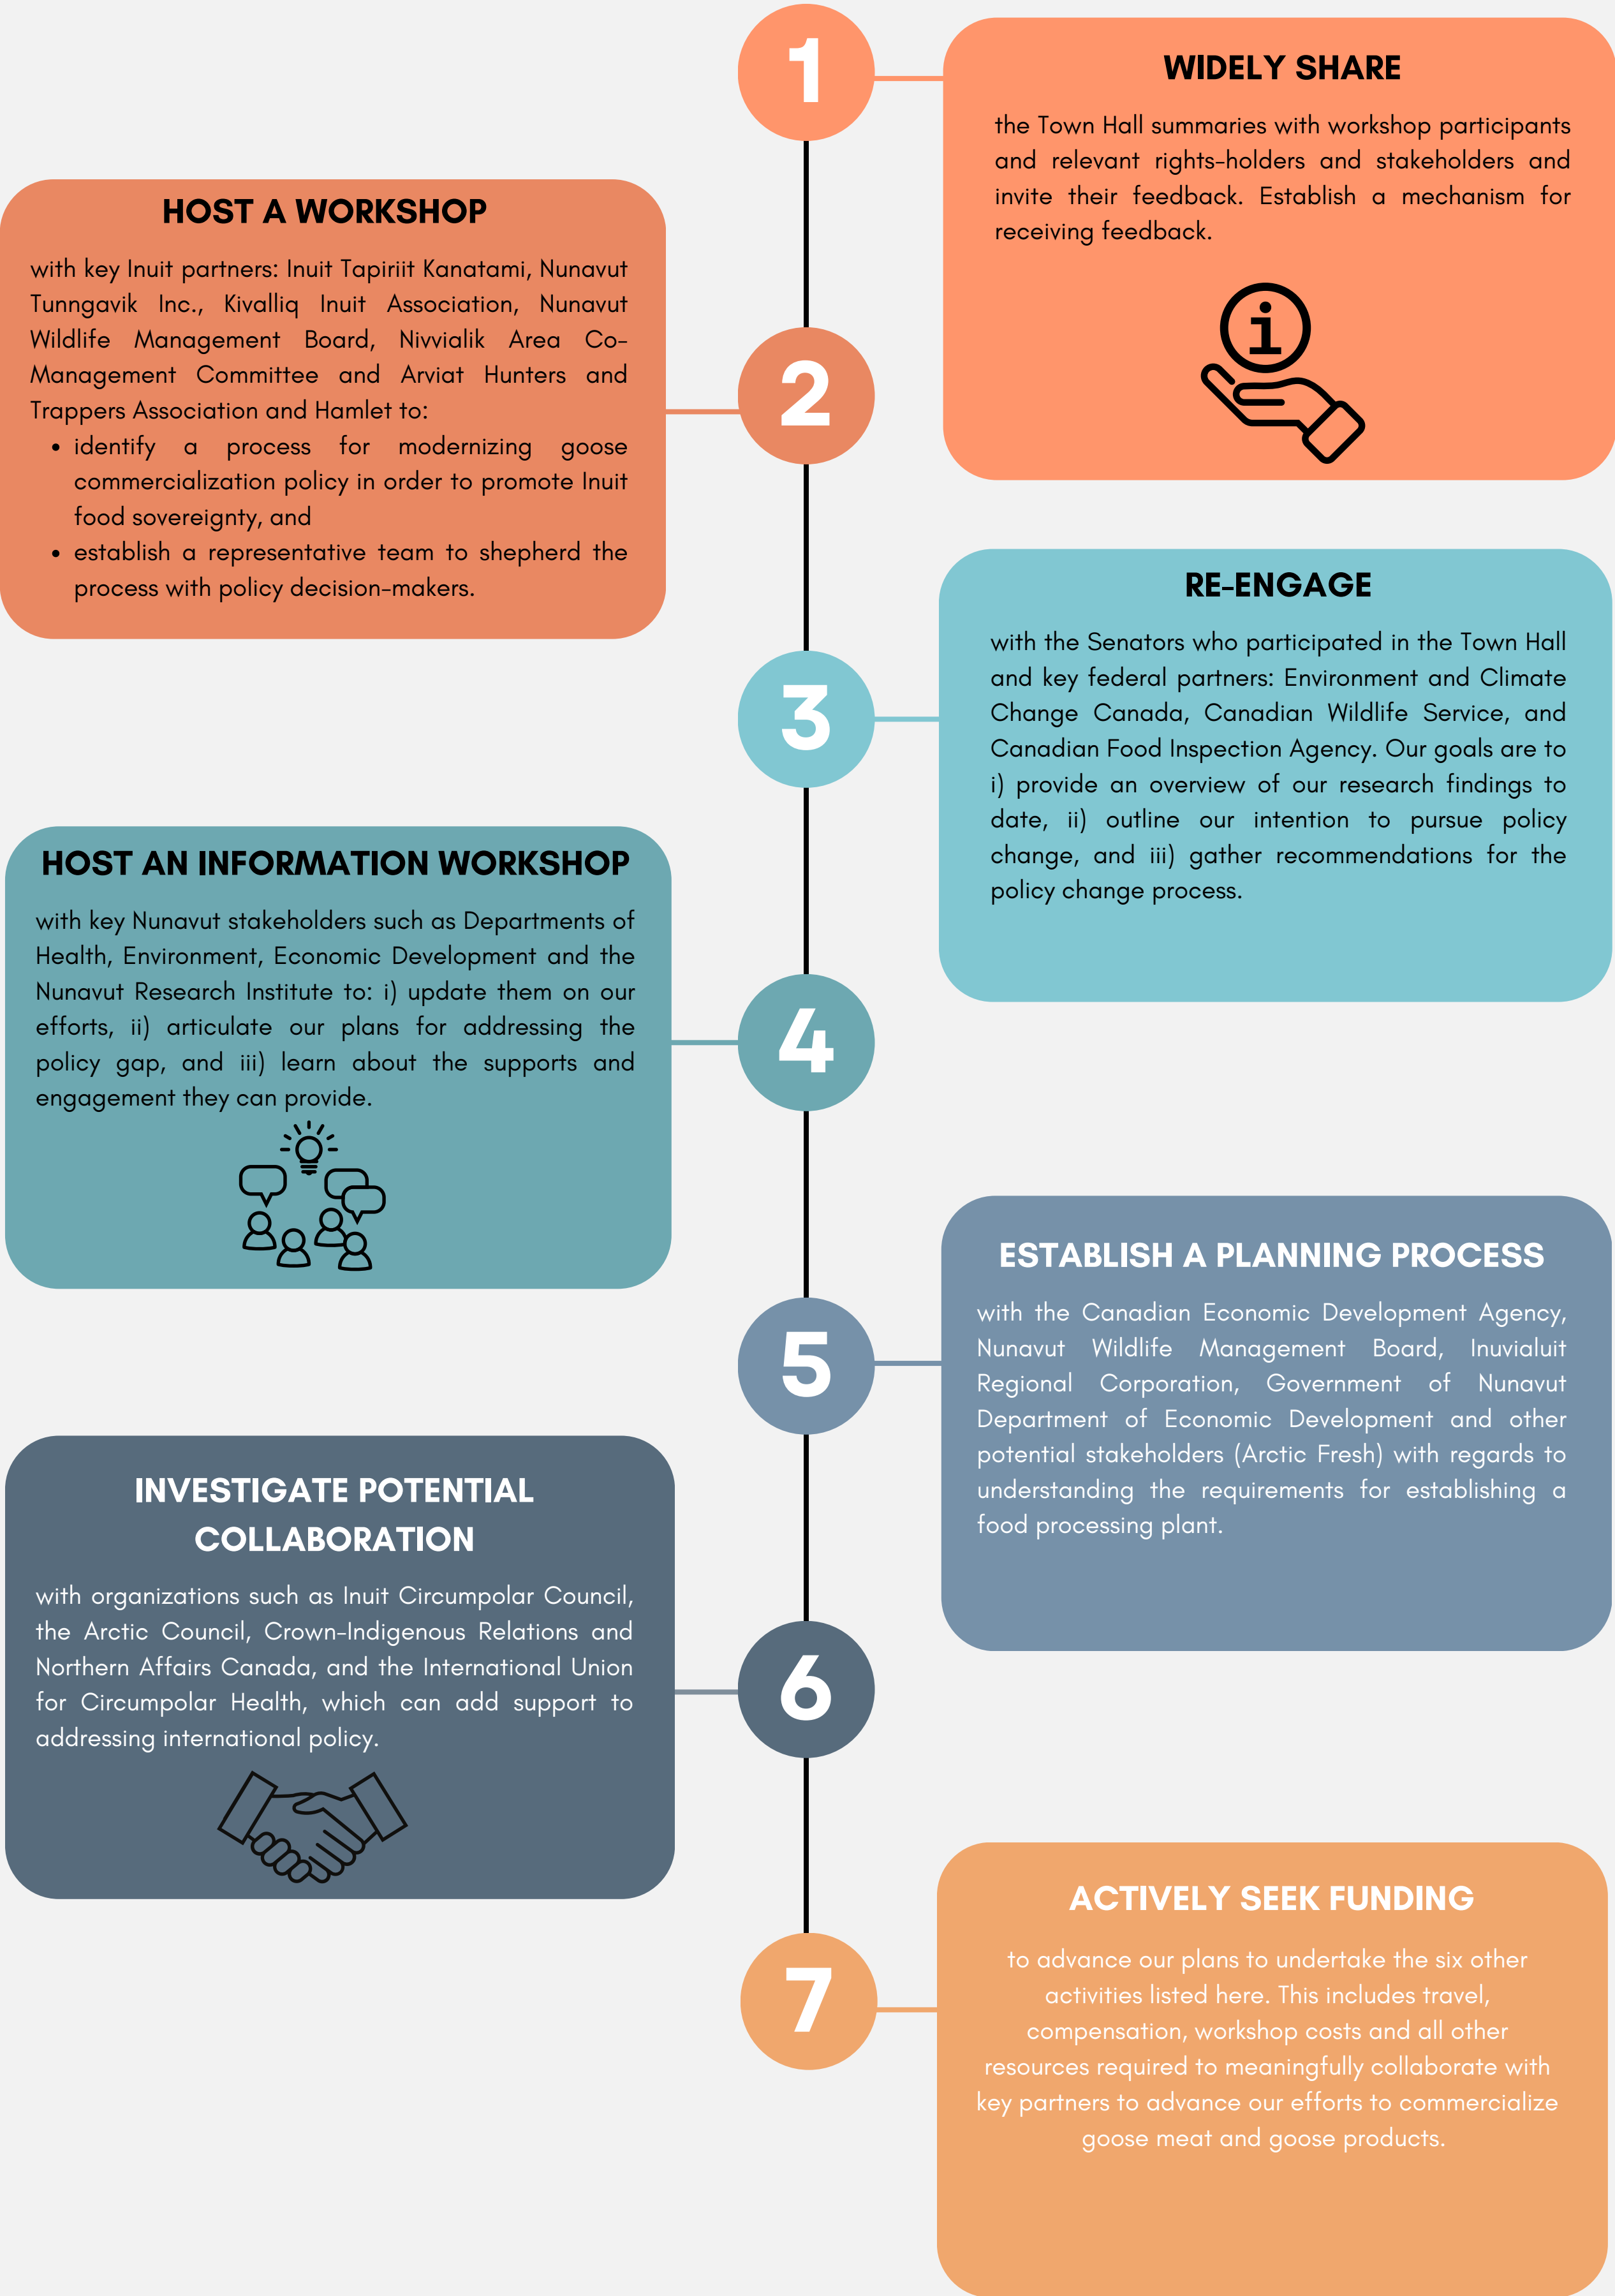 1
WIDELY SHARE
the Town Hall summaries with workshop participants
and relevant rights-holders and stakeholders and
invite their feedback. Establish a mechanism for
receiving feedback.
i
HOST A WORKSHOP
with key Inuit partners: Inuit Tapiriit Kanatami, Nunavut
Tunngavik Inc., Kivalliq Inuit Association, Nunavut
Wildlife Management Board, Nivvialik Area Co-
Management Committee and Arviat Hunters and
Trappers Association and Hamlet to:
• identify a process for modernizing goose
commercialization policy in order to promote Inuit
food sovereignty, and
• establish a representative team to shepherd the
process with policy decision-makers.
2
3
RE-ENGAGE
with the Senators who participated in the Town Hall
and key federal partners: Environment and Climate
Change Canada, Canadian Wildlife Service, and
Canadian Food Inspection Agency. Our goals are to
i) provide an overview of our research findings to
date, ii) outline our intention to pursue policy
change, and iii) gather recommendations for the
policy change process.
HOST AN INFORMATION WORKSHOP
with key Nunavut stakeholders such as Departments of
Health, Environment, Economic Development and the
Nunavut Research Institute to: i) update them on our
efforts, ii) articulate our plans for addressing the
policy gap, and iii) learn about the supports and
engagement they can provide.
4
5
ESTABLISH A PLANNING PROCESS
with the Canadian Economic Development Agency,
Nunavut Wildlife Management Board, Inuvialuit
Regional Corporation, Government of Nunavut
Department of Economic Development and other
potential stakeholders (Arctic Fresh) with regards to
understanding the requirements for establishing a
food processing plant.
INVESTIGATE POTENTIAL
COLLABORATION
with organizations such as Inuit Circumpolar Council,
the Arctic Council, Crown-Indigenous Relations and
Northern Affairs Canada, and the International Union
for Circumpolar Health, which can add support to
addressing international policy.
6
7
ACTIVELY SEEK FUNDING
to advance our plans to undertake the six other
activities listed here. This includes travel,
compensation, workshop costs and all other
resources required to meaningfully collaborate with
key partners to advance our efforts to commercialize
goose meat and goose products.